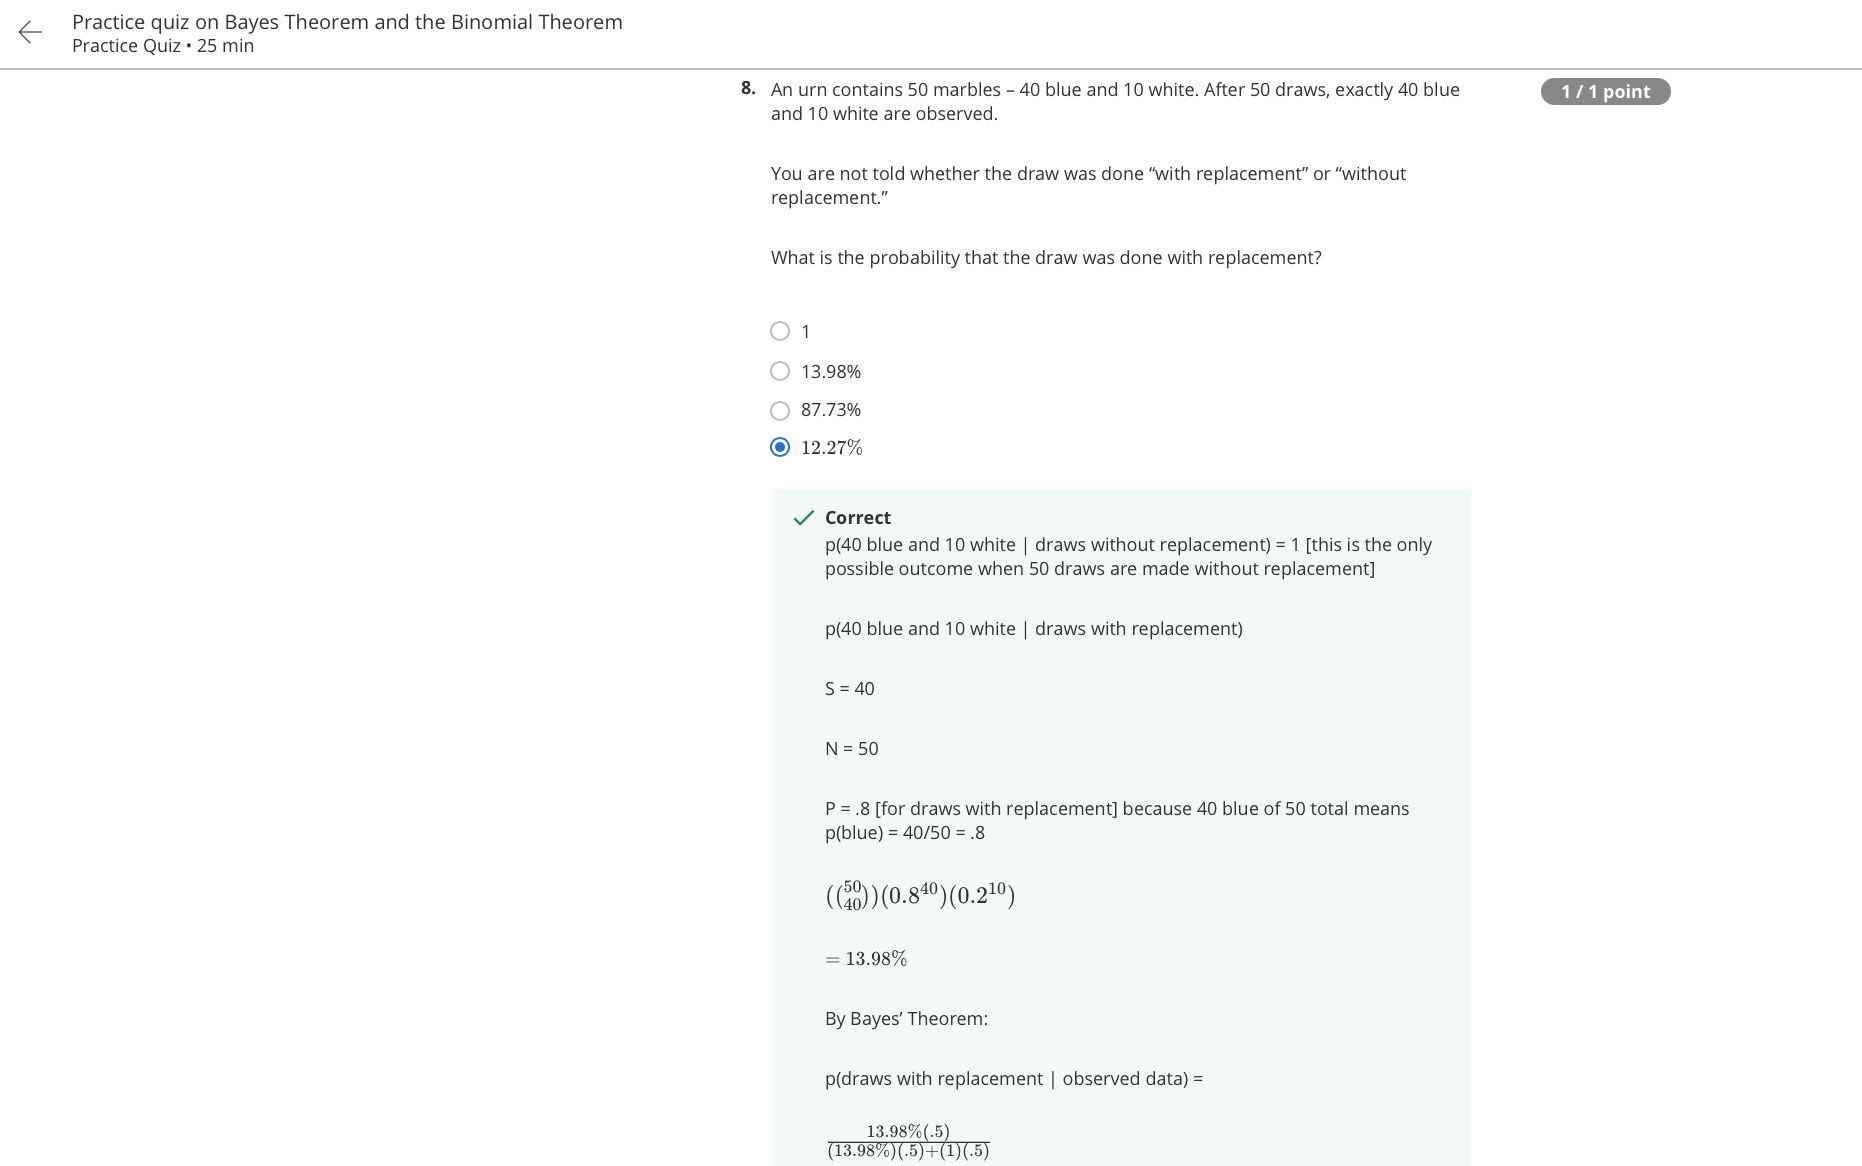 Practice quiz on Bayes Theorem and the Binomial Theorem
Practice Quiz • 25 min
8. An urn contains 50 marbles – 40 blue and 10 white. After 50 draws, exactly 40 blue
and 10 white are observed.
1 / 1 point
You are not told whether the draw was done “with replacement” or “without
replacement.”
What is the probability that the draw was done with replacement?
1
13.98%
87.73%
12.27%
Correct
p(40 blue and 10 white | draws without replacement) = 1 [this is the only
possible outcome when 50 draws are made without replacement]
p(40 blue and 10 white | draws with replacement)
S = 40
N = 50
P = .8 [for draws with replacement] because 40 blue of 50 total means
p(blue) = 40/50 = .8
((50 40))(0.8^40)(0.2^10)
= 13.98%
By Bayes’ Theorem:
p(draws with replacement | observed data) =
13.98%(.5)
(13.98%)(.5)+(1)(.5)